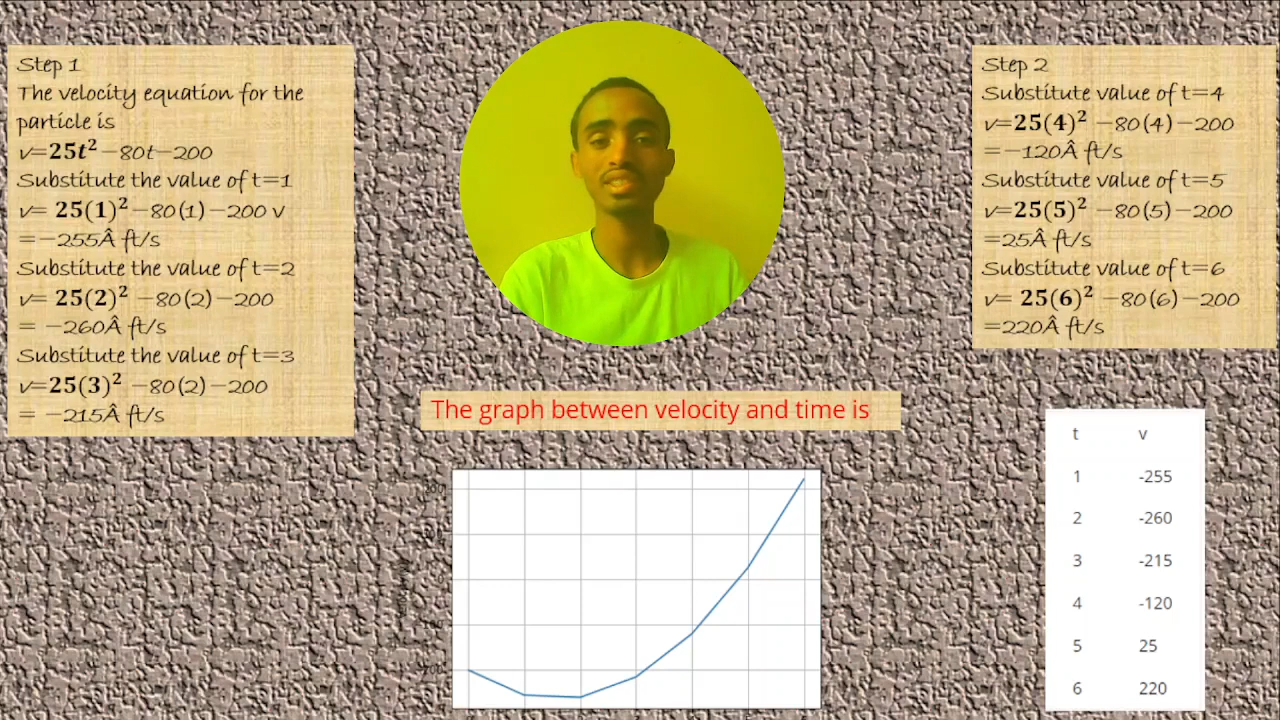 Step 1
The velocity equation for the
particle is
v=25t² −80t−200
Substitute the value of t=1
v= 25(1)² −80(1)−200 v
=−255Â ft/s
Substitute the value of t=2
v= 25(2)² −80(2)−200
= −260Â ft/s
Substitute the value of t=3
v=25(3)² −80(2)−200
= −215Â ft/s
Step 2
Substitute value of t=4
v=25(4)² −80(4)−200
=−120Â ft/s
Substitute value of t=5
v=25(5)² −80(5)−200
=25Â ft/s
Substitute value of t=6
v= 25(6)² −80(6)−200
=220Â ft/s
The graph between velocity and time is
t v
1 -255
2 -260
3 -215
4 -120
5 25
6 220